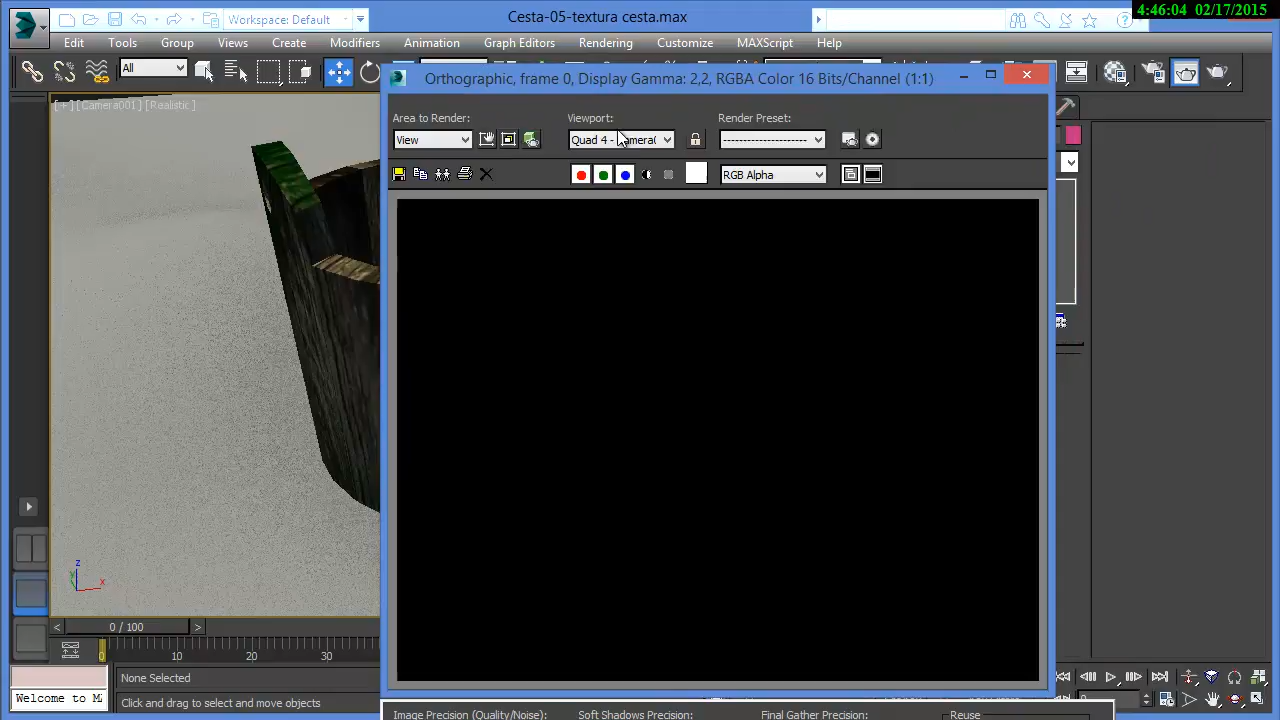 4:46:04 02/17/2015
Workspace: Default
Cesta-05-textura cesta.max
Edit Tools Group Views Create Modifiers Animation Graph Editors Rendering Customize MAXScript Help
All
Orthographic, frame 0, Display Gamma: 2,2, RGBA Color 16 Bits/Channel (1:1)
[+] [Camera001] [Realistic]
Area to Render: Viewport: Render Preset:
View Quad 4 -
RGB Alpha
z
y
x
< 0 / 100 >
0 10 20 30
None Selected
Welcome to
Click and drag to select and move objects
Image Precision (Quality/Noise): Soft Shadows Precision: Final Gather Precision: Reuse